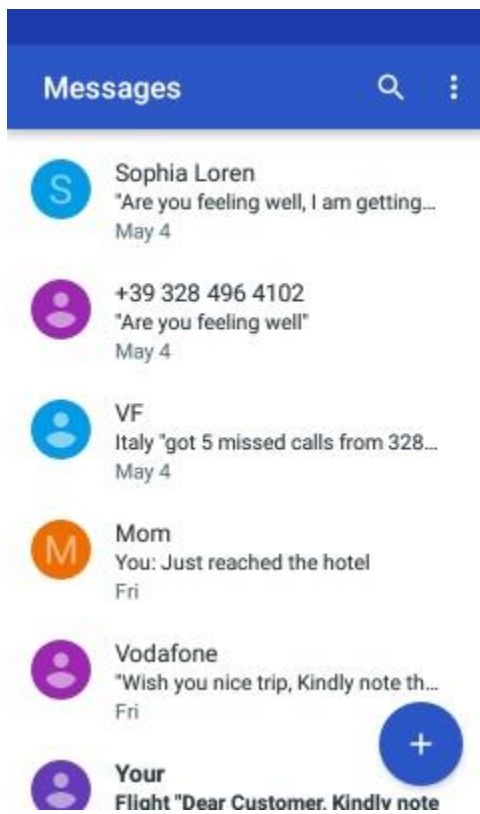 Messages
S
Sophia Loren
"Are you feeling well, I am getting...
May 4
+39 328 496 4102
"Are you feeling well"
May 4
VF
Italy "got 5 missed calls from 328...
May 4
M
Mom
You: Just reached the hotel
Fri
Vodafone
"Wish you nice trip, Kindly note th...
Fri
+
Your
Flight "Dear Customer, Kindly note